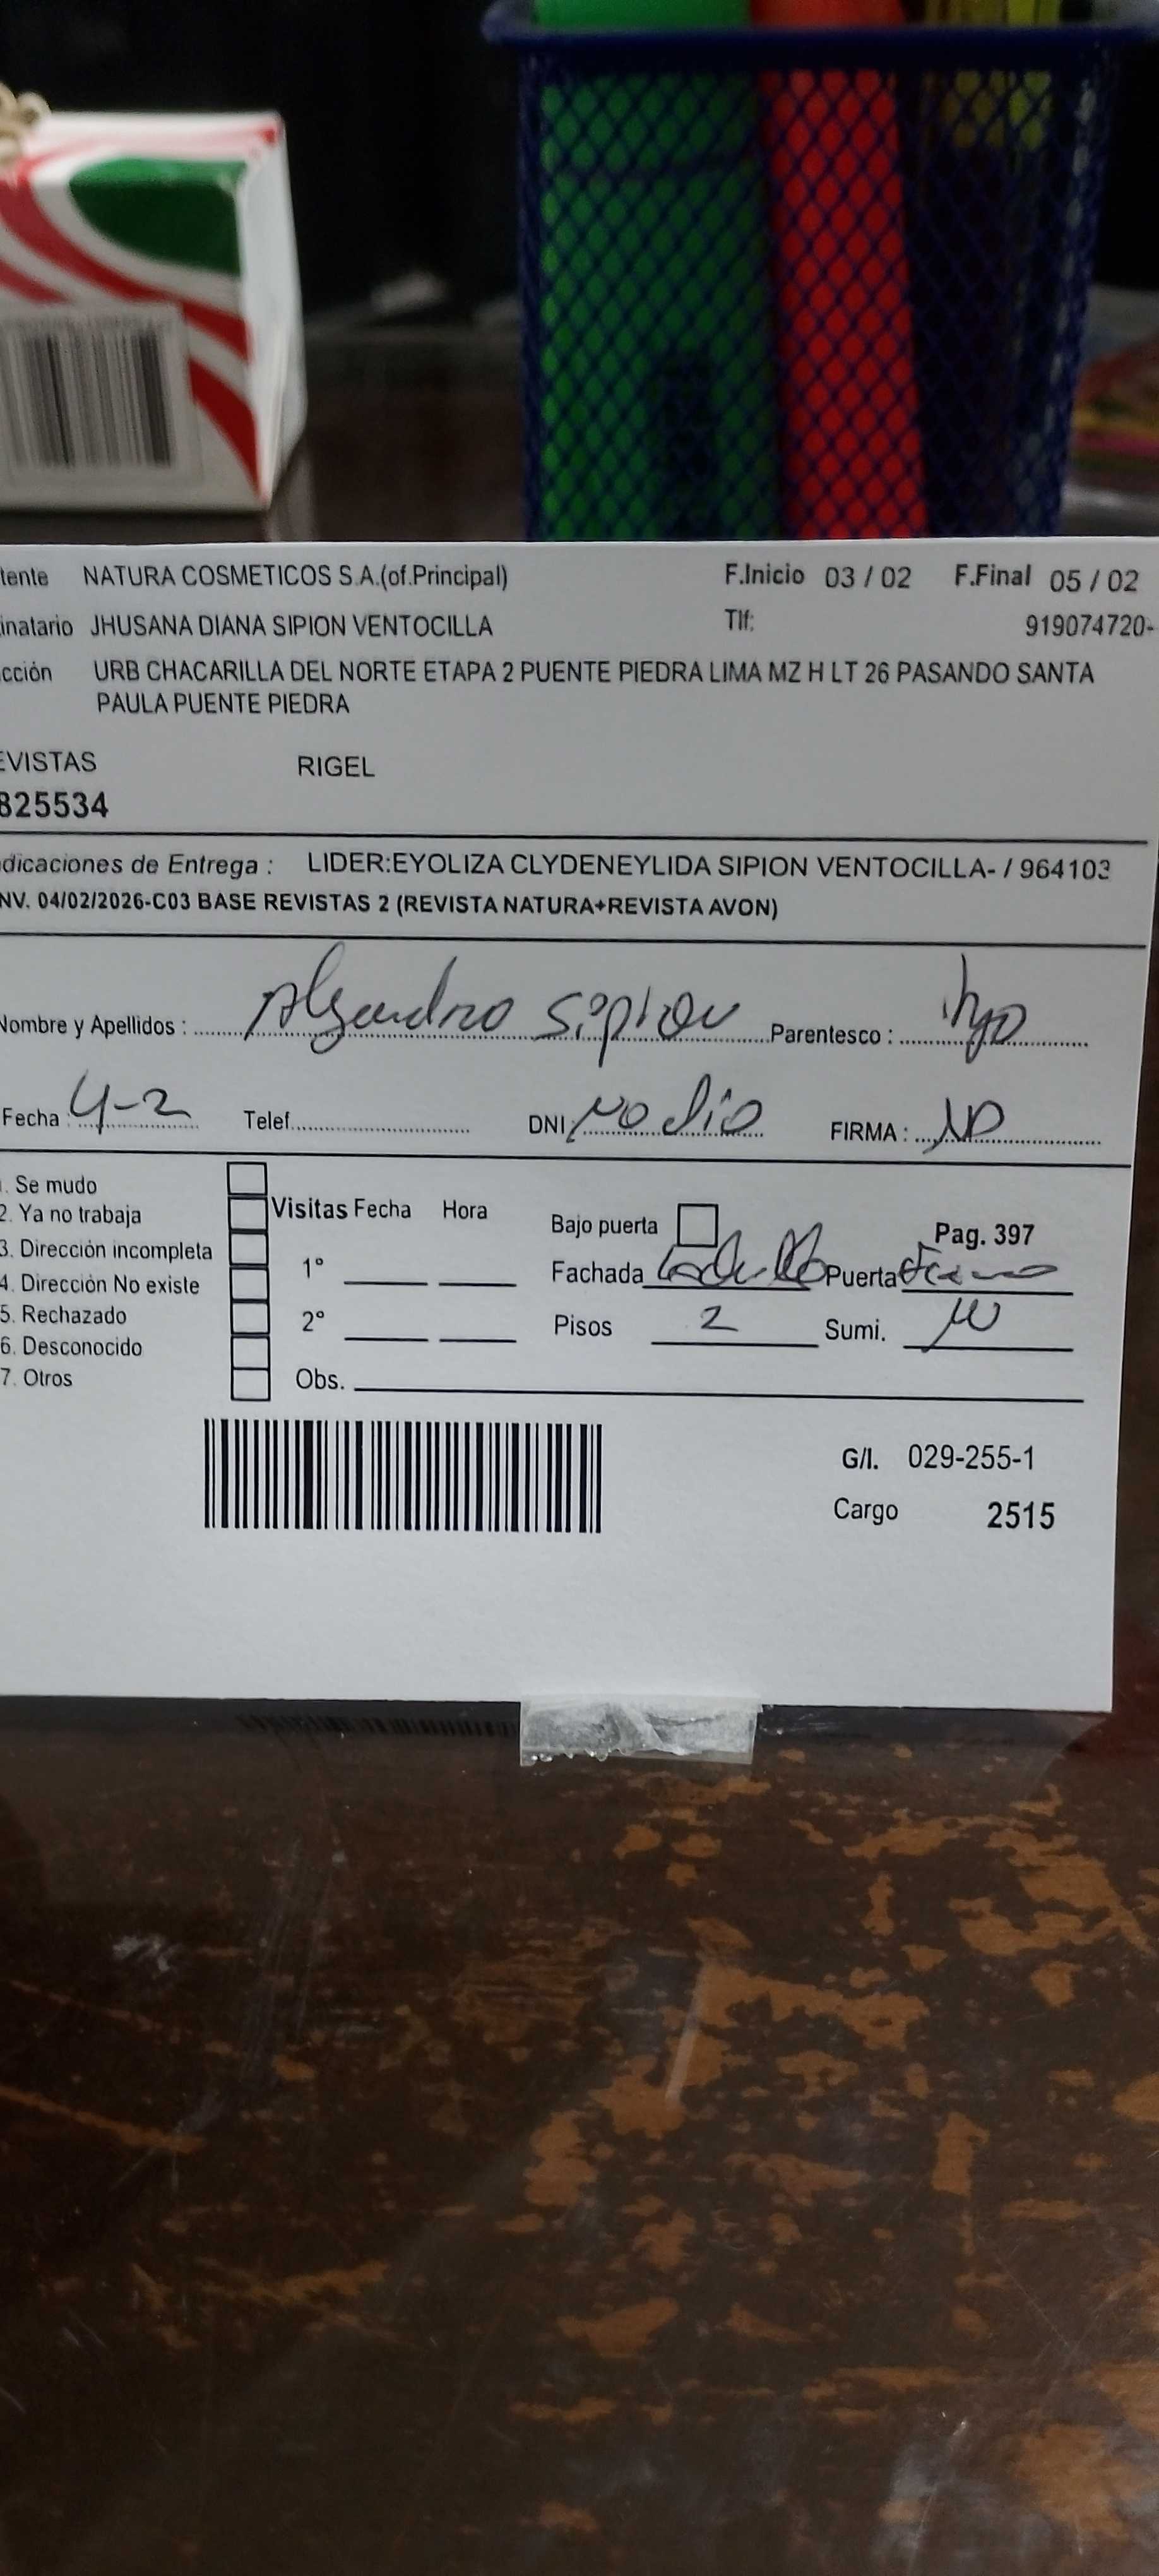 tente NATURA COSMETICOS S.A.(of.Principal) F.Inicio 03 / 02 F.Final 05 / 02
inatario JHUSANA DIANA SIPION VENTOCILLA Tlf: 919074720-
cción URB CHACARILLA DEL NORTE ETAPA 2 PUENTE PIEDRA LIMA MZ H LT 26 PASANDO SANTA
PAULA PUENTE PIEDRA
EVISTAS RIGEL
825534
dicaciones de Entrega : LIDER:EYOLIZA CLYDENEYLIDA SIPION VENTOCILLA- / 964103
NV. 04/02/2026-C03 BASE REVISTAS 2 (REVISTA NATURA+REVISTA AVON)
Nombre y Apellidos : Alejandro Sipion Parentesco : hijo
Fecha : 4-2 Telef. DNI No dio FIRMA : NO
. Se mudo
2. Ya no trabaja Visitas Fecha Hora Bajo puerta Pag. 397
3. Dirección incompleta 1° Fachada Ladrillo Puerta Fierro
4. Dirección No existe
5. Rechazado 2° Pisos 2 Sumi.
6. Desconocido
7. Otros Obs.
G/I. 029-255-1
Cargo 2515